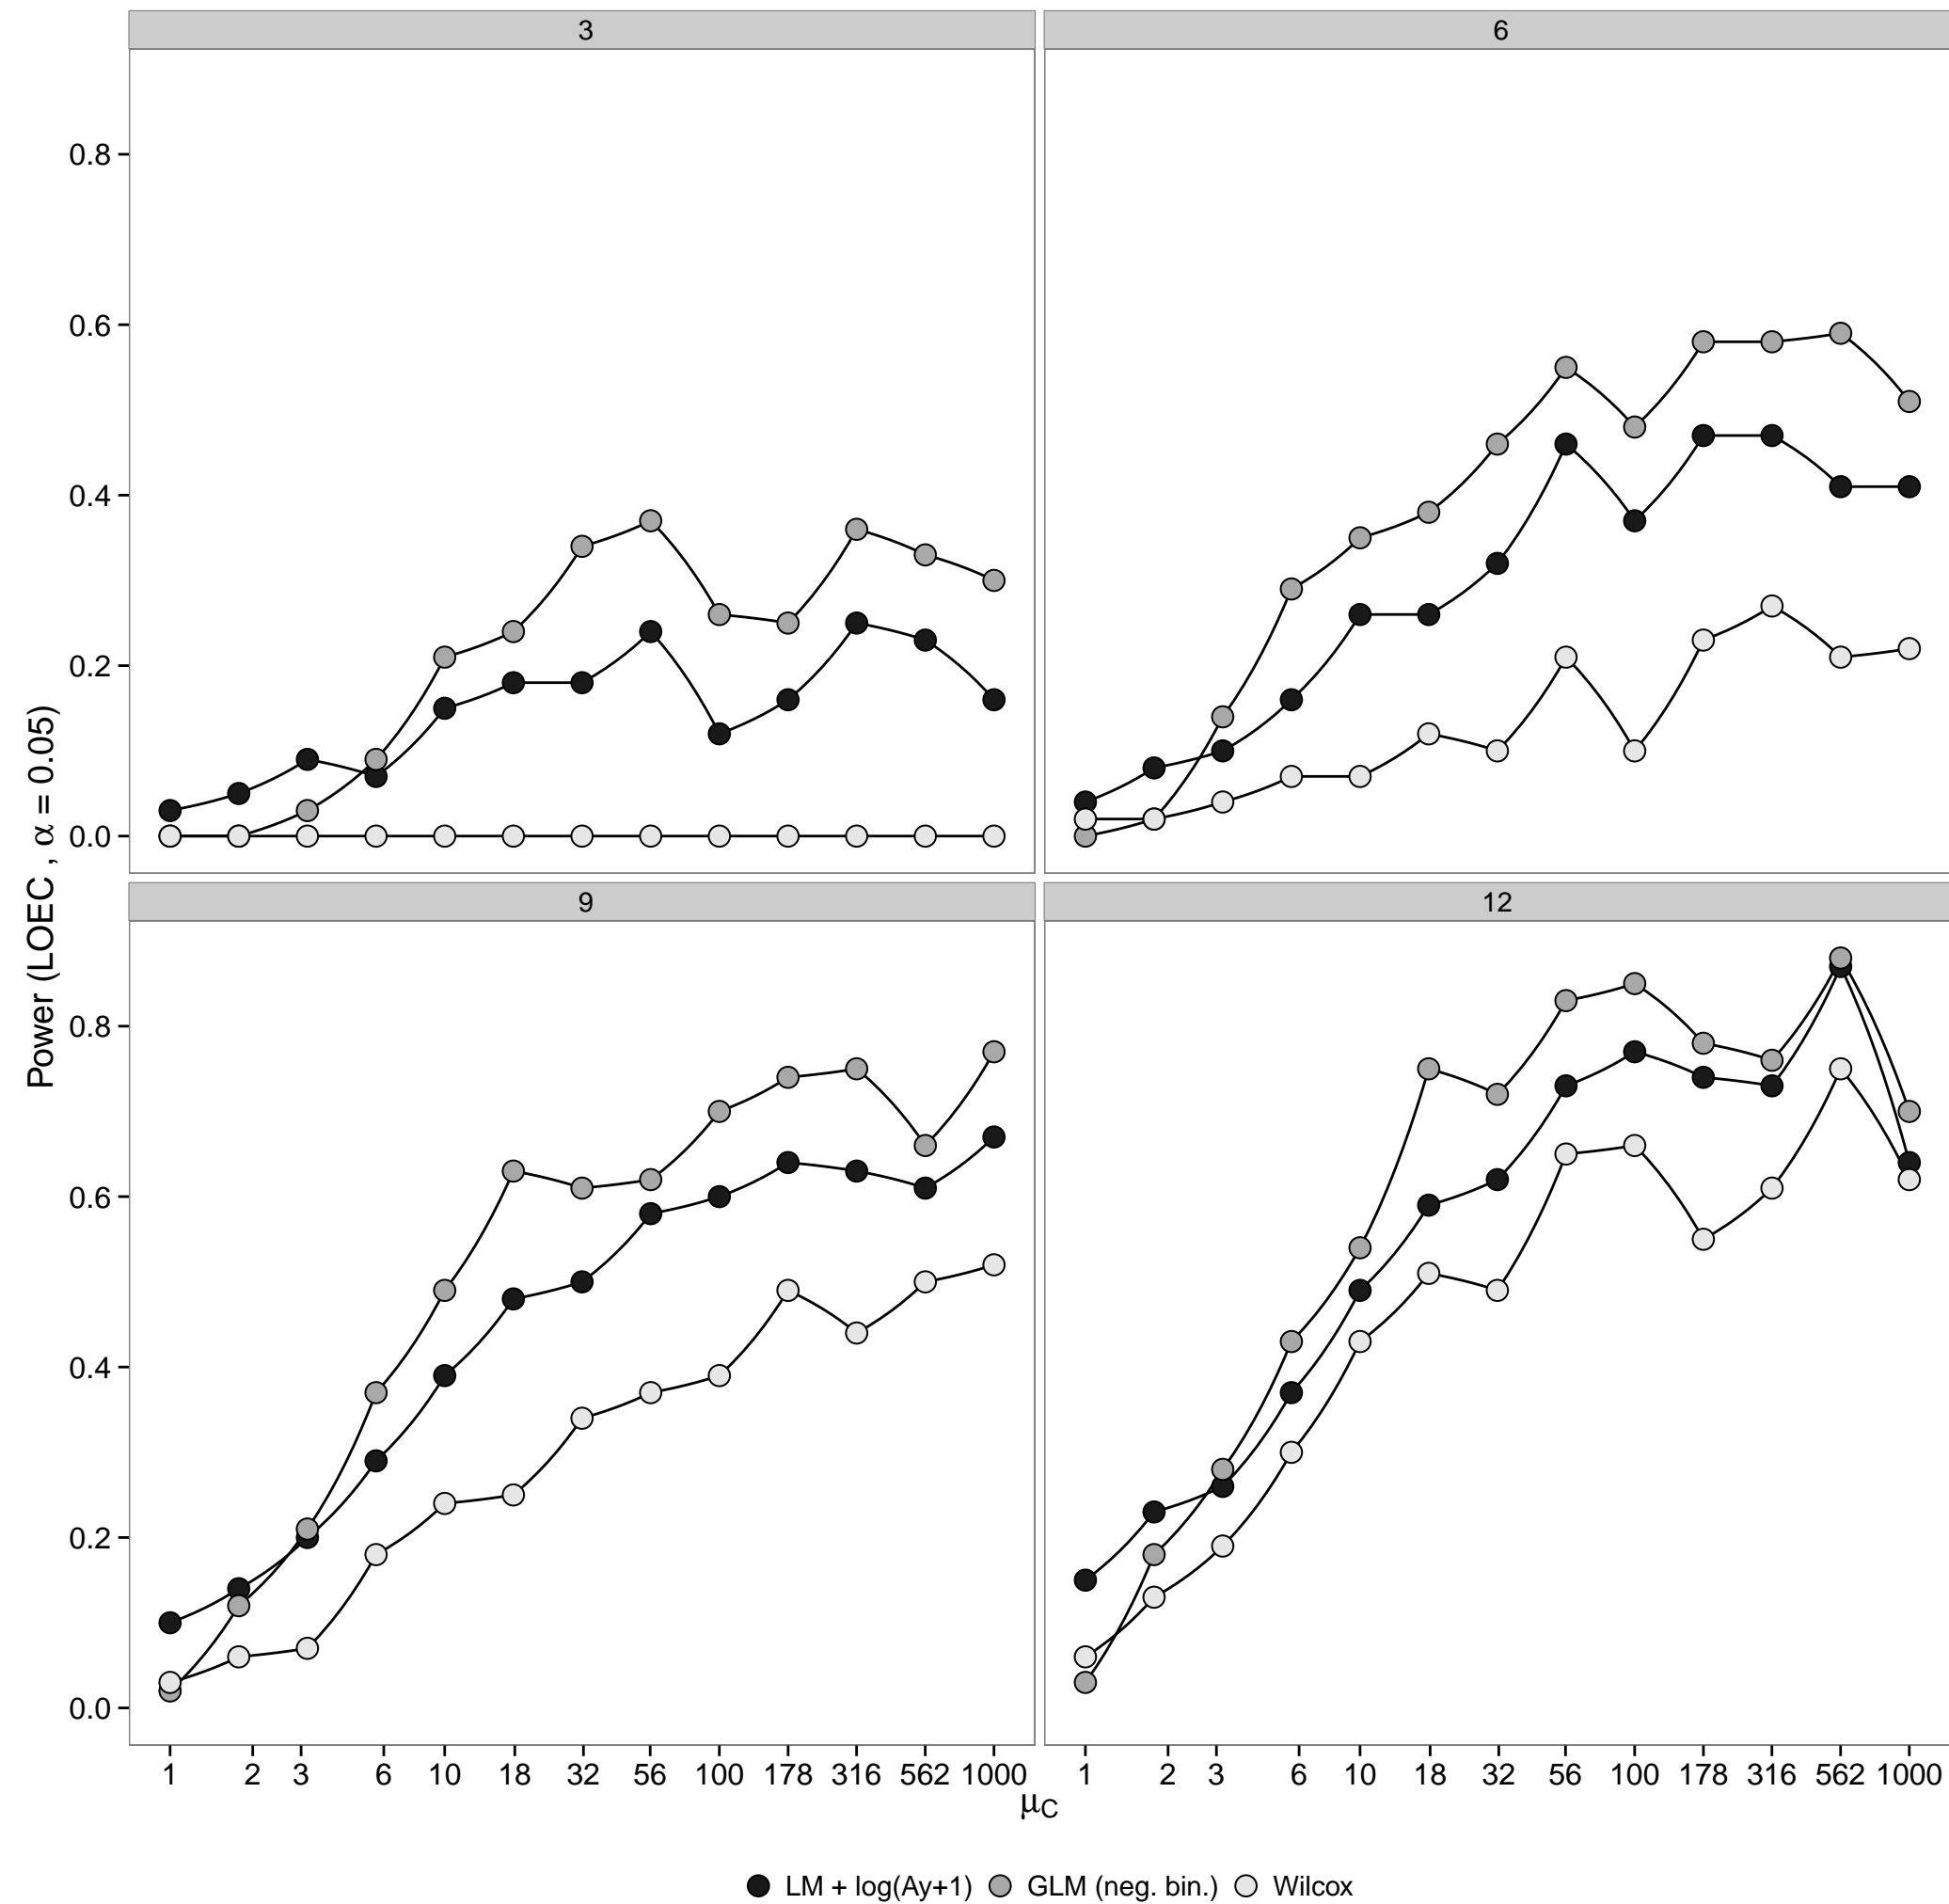 3
6
0.8
0.6
0.4
0.2
0.0
Power (LOEC , α = 0.05)
9
12
0.8
0.6
0.4
0.2
0.0
1 2 3 6 10 18 32 56 100 178 316 562 1000
1 2 3 6 10 18 32 56 100 178 316 562 1000
μC
LM + log(Ay+1) GLM (neg. bin.) Wilcox